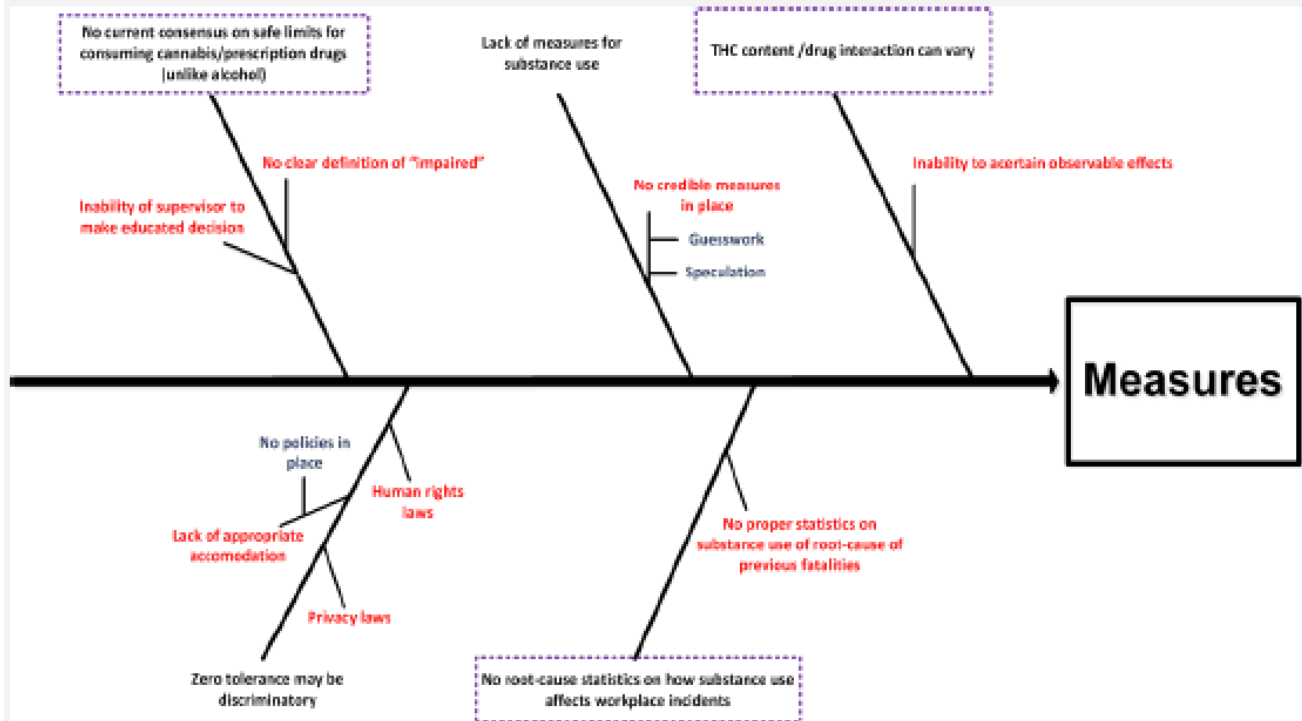 No current consensus on safe limits for
consuming cannabis/prescription drugs
(unlike alcohol)
Lack of measures for
substance use
THC content /drug interaction can vary
No clear definition of "impaired"
Inability of supervisor to
make educated decision
No credible measures
in place
Guesswork
Speculation
Inability to acertain observable effects
Measures
No policies in
place
Human rights
laws
Lack of appropriate
accomodation
Privacy laws
No proper statistics on
substance use of root-cause of
previous fatalities
Zero tolerance may be
discriminatory
No root-cause statistics on how substance use
affects workplace incidents